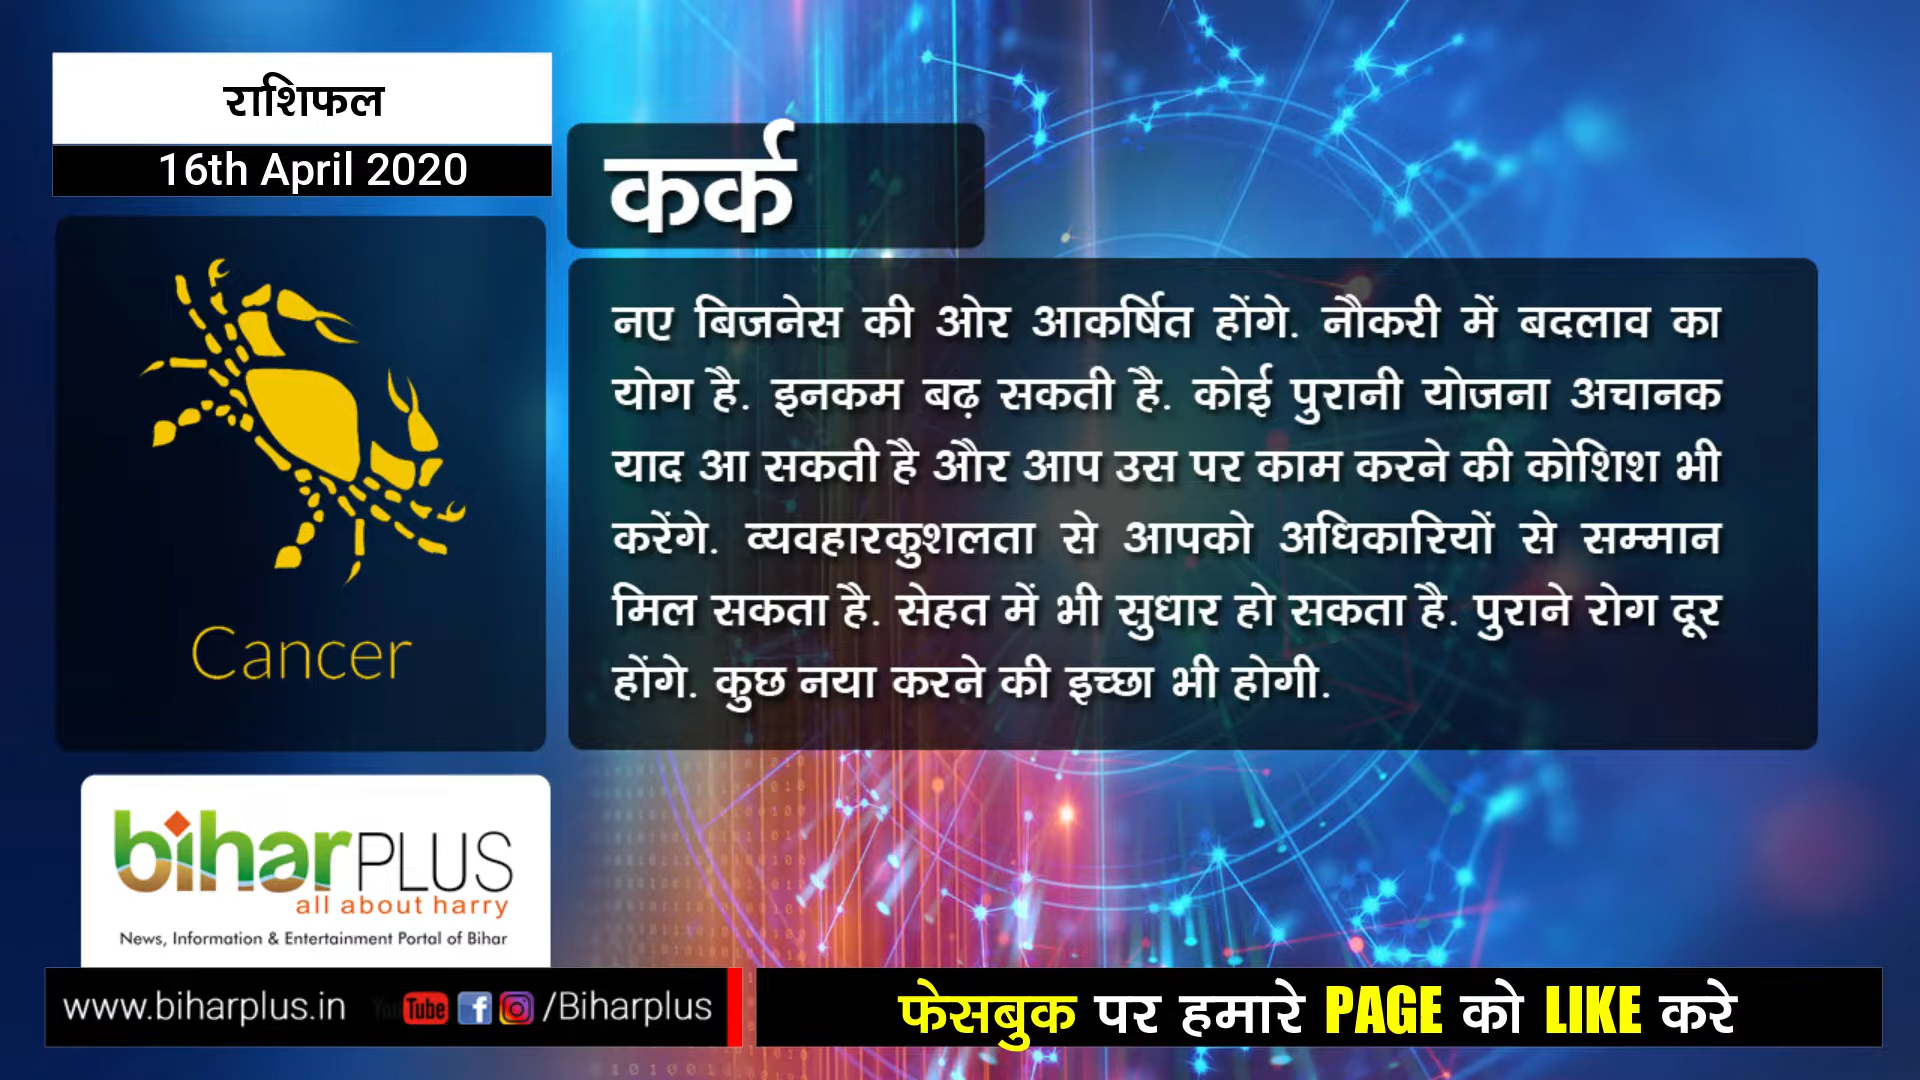 राशिफल
16th April 2020
कर्क
नए बिजनेस की ओर आकर्षित होंगे. नौकरी में बदलाव का
योग है. इनकम बढ़ सकती है. कोई पुरानी योजना अचानक
याद आ सकती है और आप उस पर काम करने की कोशिश भी
करेंगे. व्यवहारकुशलता से आपको अधिकारियों से सम्मान
मिल सकता है. सेहत में भी सुधार हो सकता है. पुराने रोग दूर
होंगे. कुछ नया करने की इच्छा भी होगी.
Cancer
biharPLUS
all about harry
News, Information & Entertainment Portal of Bihar
www.biharplus.in YouTube f /Biharplus
फेसबुक पर हमारे PAGE को LIKE करे